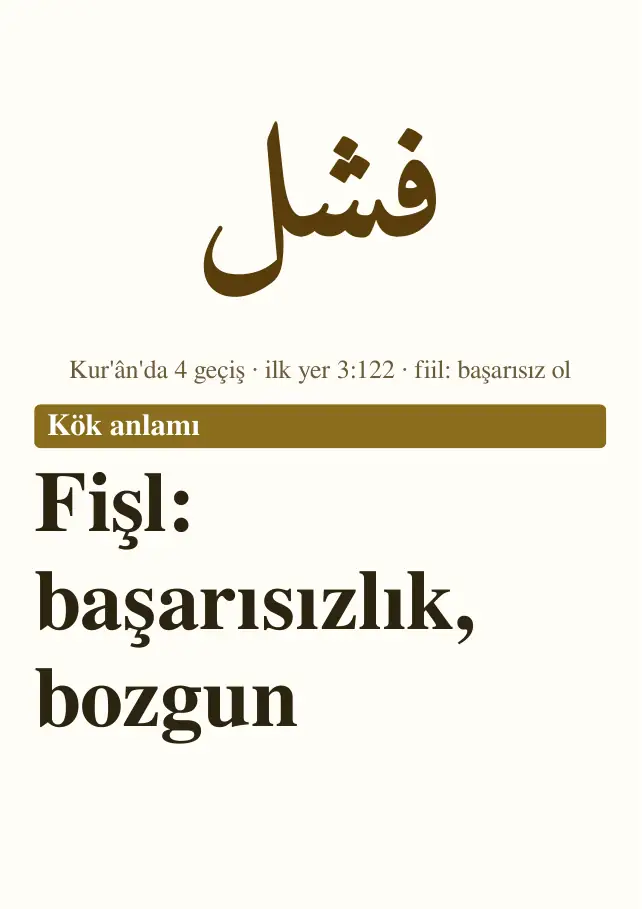 فشل
Kur'ân'da 4 geçiş · ilk yer 3:122 · fiil: başarısız ol
Kök anlamı
Fişl:
başarısızlık,
bozgun